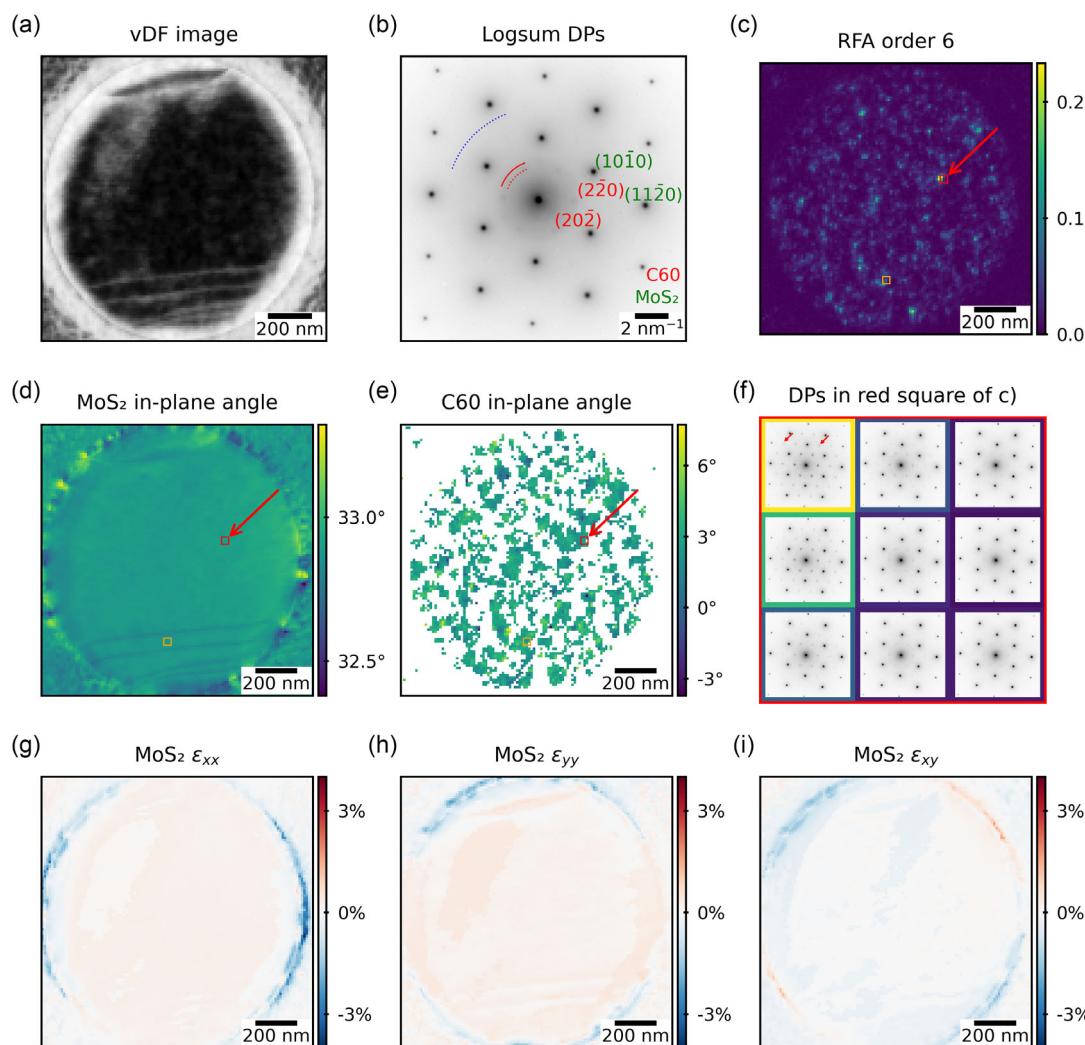 (a)
vDF image
200 nm
(b)
Logsum DPs
(101̄0)
(22̄0)
(112̄0)
(202̄)
C60
MoS₂
2 nm⁻¹
(c)
RFA order 6
0.2
0.1
0.0
200 nm
(d)
MoS₂ in-plane angle
33.0°
32.5°
200 nm
(e)
C60 in-plane angle
6°
3°
0°
-3°
200 nm
(f)
DPs in red square of c)
(g)
MoS₂ εxx
3%
0%
-3%
200 nm
(h)
MoS₂ εyy
3%
0%
-3%
200 nm
(i)
MoS₂ εxy
3%
0%
-3%
200 nm